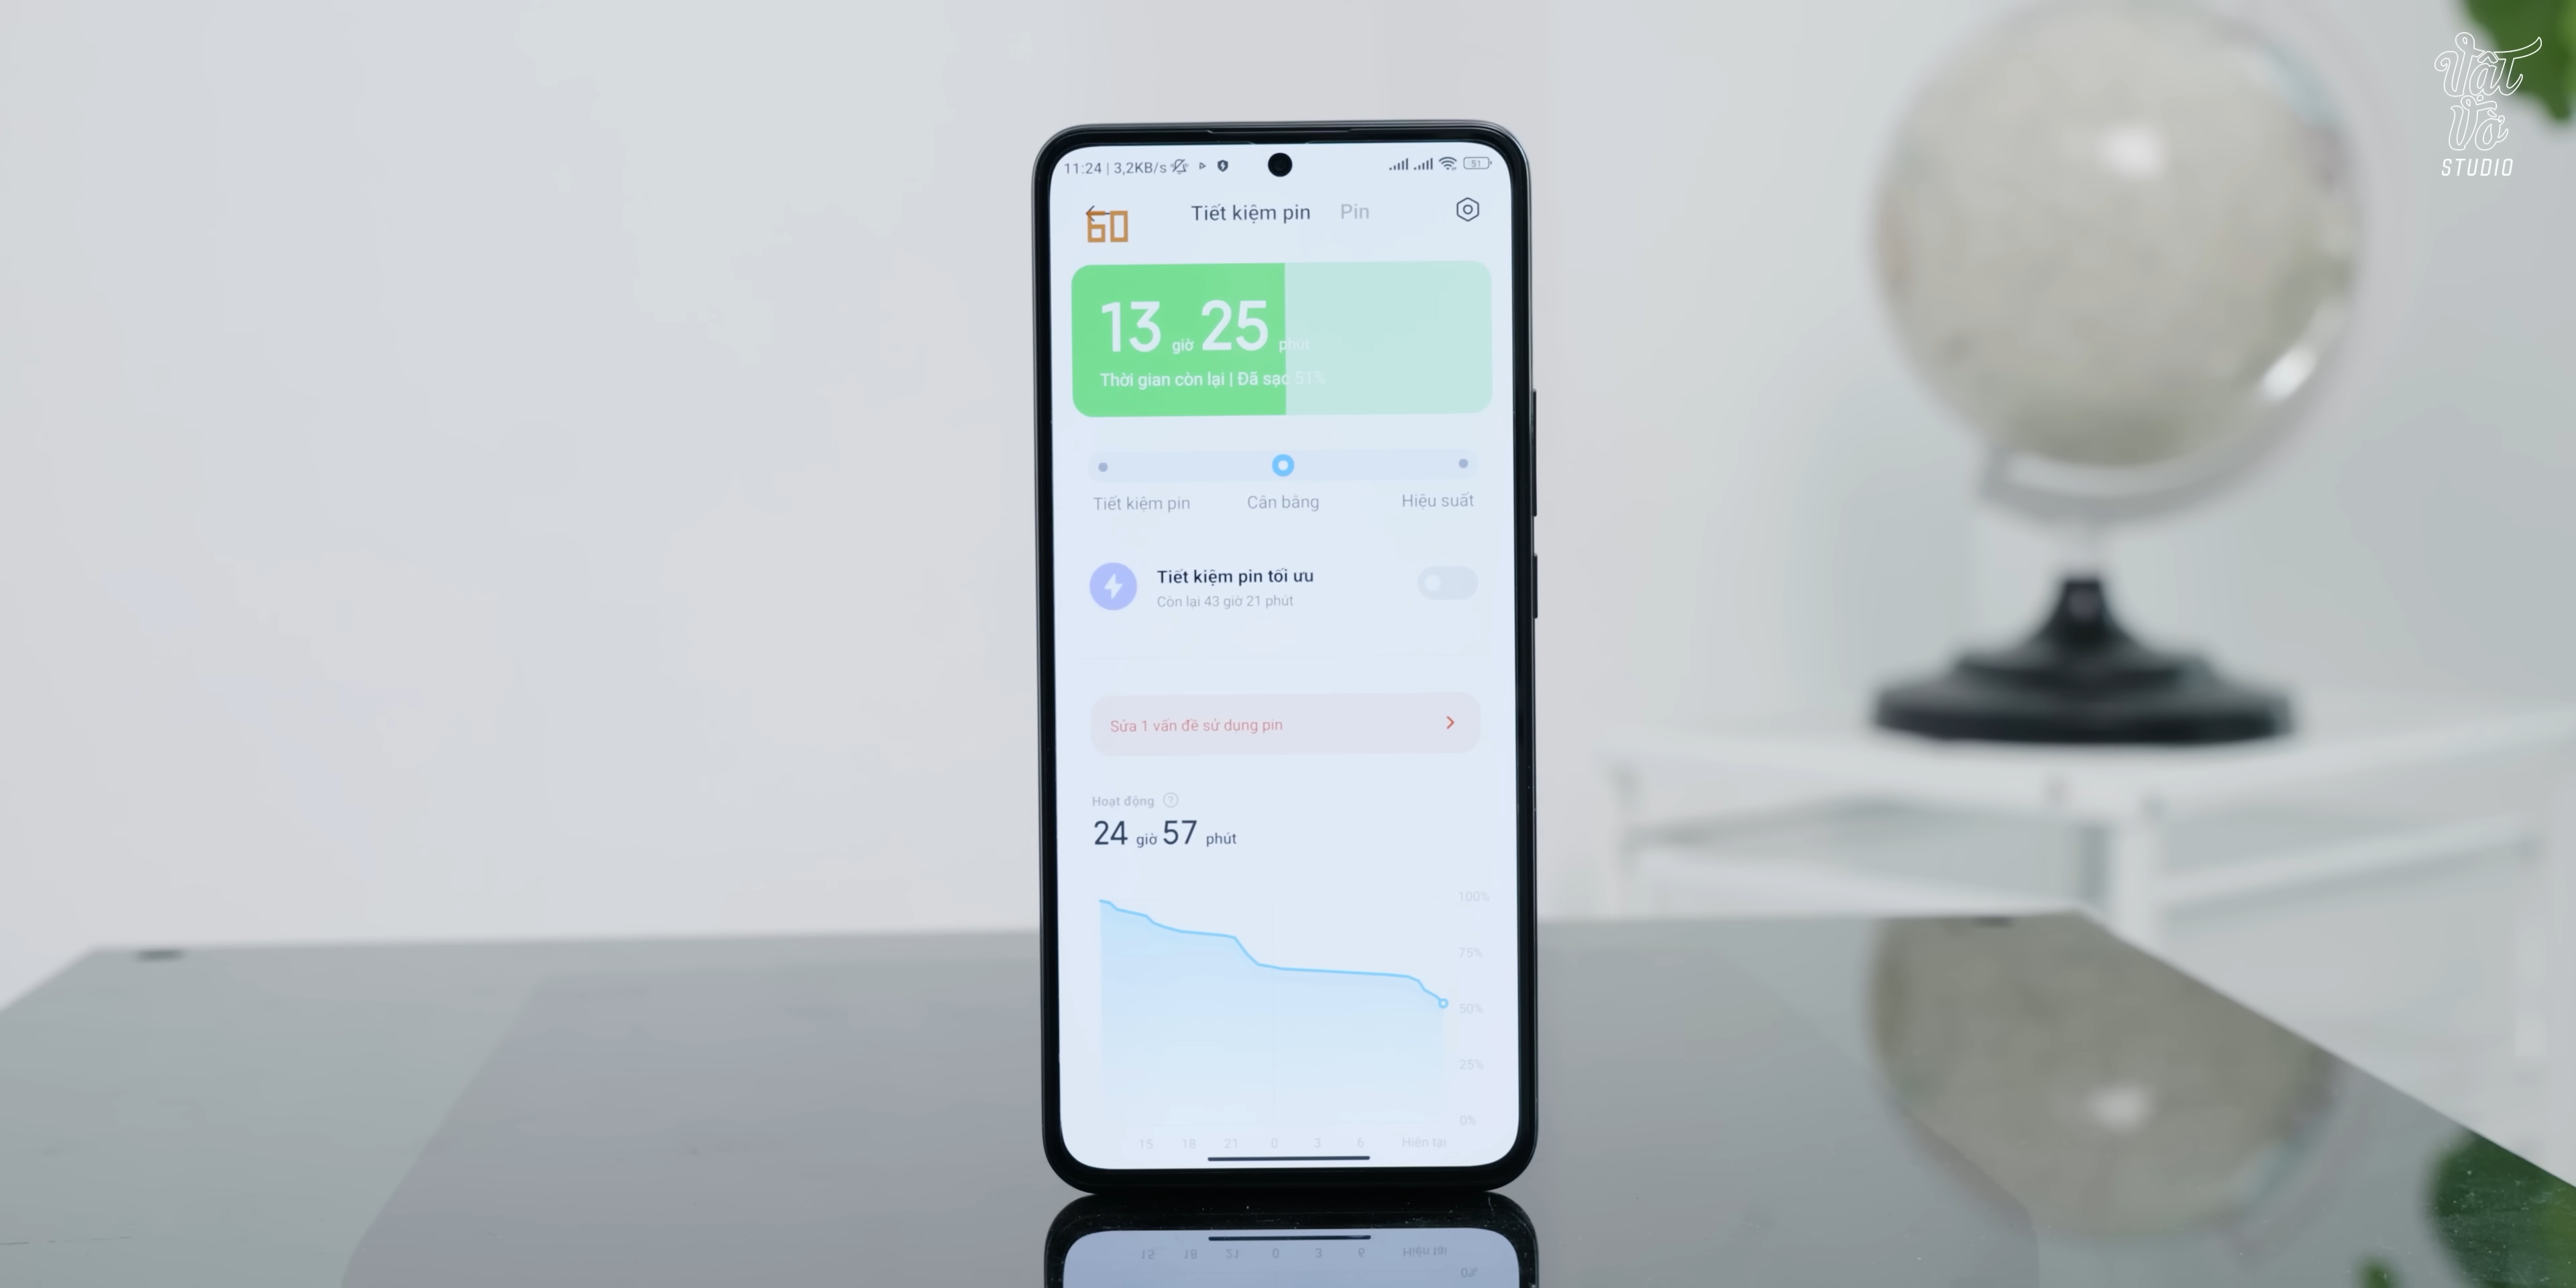 Vật
Vờ
STUDIO
11:24 | 3,2KB/s
51
60
Tiết kiệm pin Pin
13 giờ 25 phút
Thời gian còn lại | Đã sạc 51%
Tiết kiệm pin Cân bằng Hiệu suất
Tiết kiệm pin tối ưu
Còn lại 43 giờ 21 phút
Sửa 1 vấn đề sử dụng pin
Hoạt động ?
24 giờ 57 phút
100%
75%
50%
25%
0%
15 18 21 0 3 6 Hiện tại